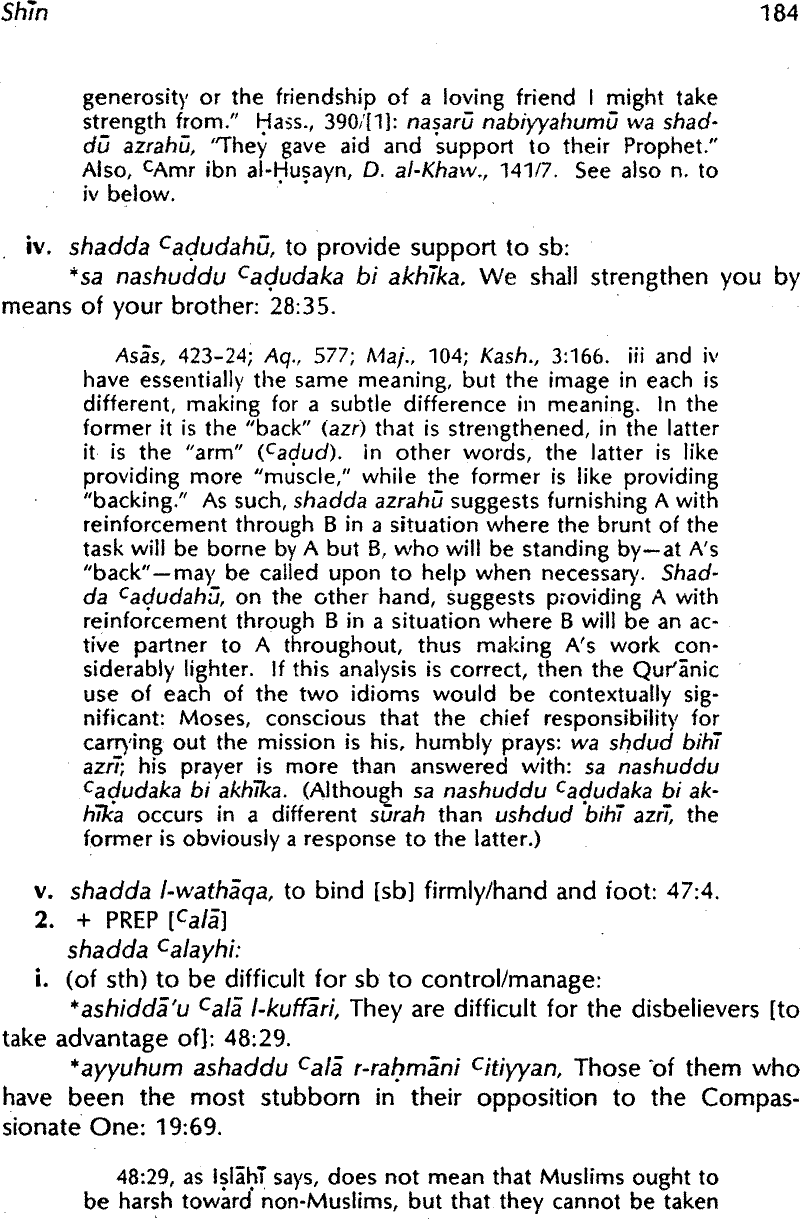 Shīn 184
generosity or the friendship of a loving friend I might take
strength from." Ḥass., 390/[1]: naṣarū nabiyyahumū wa shad-
dū azrahū, "They gave aid and support to their Prophet."
Also, ᶜAmr ibn al-Ḥuṣayn, D. al-Khaw., 141/7. See also n. to
iv below.
iv. shadda ᶜaḍudahū, to provide support to sb:
*sa nashuddu ᶜaḍudaka bi akhīka, We shall strengthen you by
means of your brother: 28:35.
Asās, 423-24; Aq., 577; Maj., 104; Kash., 3:166. iii and iv
have essentially the same meaning, but the image in each is
different, making for a subtle difference in meaning. In the
former it is the "back" (azr) that is strengthened, in the latter
it is the "arm" (ᶜaḍud). In other words, the latter is like
providing more "muscle," while the former is like providing
"backing." As such, shadda azrahū suggests furnishing A with
reinforcement through B in a situation where the brunt of the
task will be borne by A but B, who will be standing by—at A's
"back"—may be called upon to help when necessary. Shad-
da ᶜaḍudahū, on the other hand, suggests providing A with
reinforcement through B in a situation where B will be an ac-
tive partner to A throughout, thus making A's work con-
siderably lighter. If this analysis is correct, then the Qur'ānic
use of each of the two idioms would be contextually sig-
nificant: Moses, conscious that the chief responsibility for
carrying out the mission is his, humbly prays: wa shdud bihī
azrī; his prayer is more than answered with: sa nashuddu
ᶜaḍudaka bi akhīka. (Although sa nashuddu ᶜaḍudaka bi ak-
hīka occurs in a different sūrah than ushdud bihī azrī, the
former is obviously a response to the latter.)
v. shadda l-wathāqa, to bind [sb] firmly/hand and foot: 47:4.
2. + PREP [ᶜalā]
shadda ᶜalayhi:
i. (of sth) to be difficult for sb to control/manage:
*ashiddā'u ᶜalā l-kuffāri, They are difficult for the disbelievers [to
take advantage of]: 48:29.
*ayyuhum ashaddu ᶜalā r-raḥmāni ᶜitiyyan, Those of them who
have been the most stubborn in their opposition to the Compas-
sionate One: 19:69.
48:29, as Iṣlāḥī says, does not mean that Muslims ought to
be harsh toward non-Muslims, but that they cannot be taken